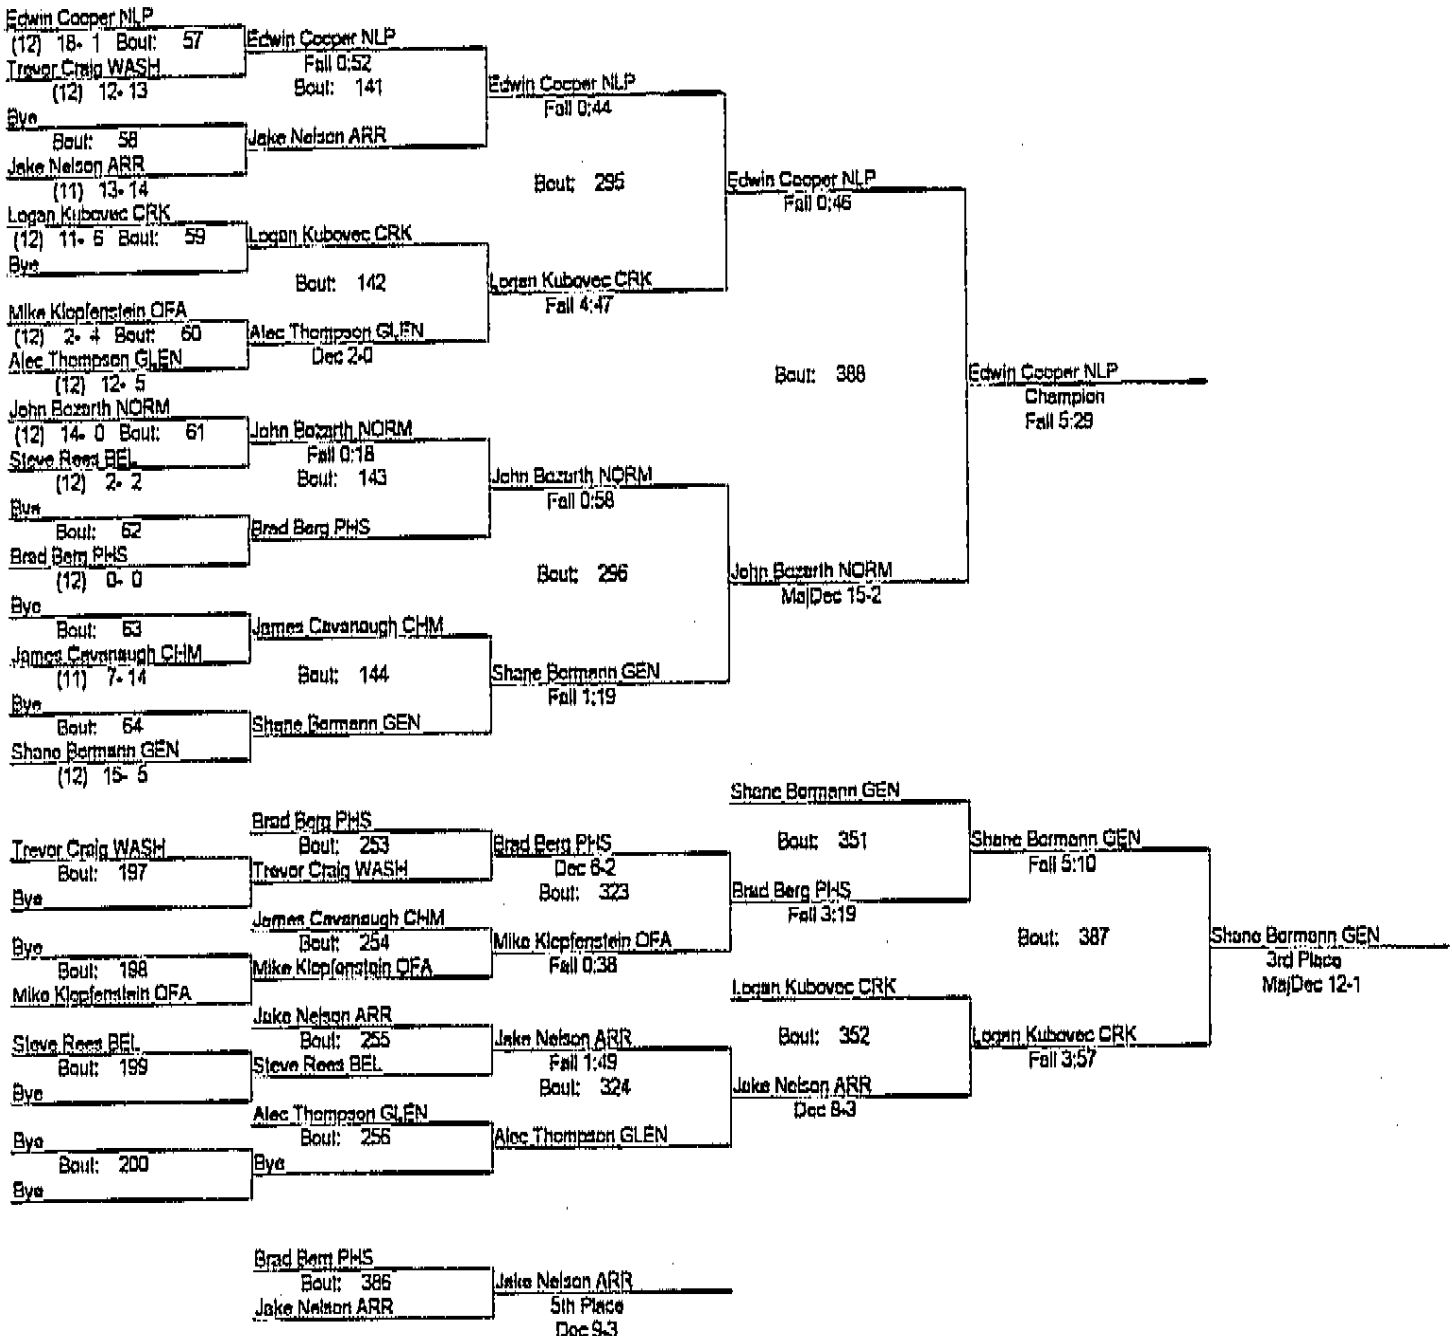 Edwin Cooper NLP
(12) 18- 1 Bout: 57
Trevor Craig WASH
(12) 12- 13
Bye
Bout: 58
Jake Nelson ARR
(11) 13- 14
Logan Kubovec CRK
(12) 11- 6 Bout: 59
Bye
Mike Klopfenstein OFA
(12) 2- 4 Bout: 60
Alec Thompson GLEN
(12) 12- 5
John Bozarth NORM
(12) 14- 0 Bout: 61
Steve Rees BEL
(12) 2- 2
Bye
Bout: 62
Brad Berg PHS
(12) 0- 0
Bye
Bout: 63
James Cavanaugh CHM
(11) 7- 14
Bye
Bout: 64
Shane Bormann GEN
(12) 15- 5
Edwin Cooper NLP
Fall 0:52
Bout: 141
Jake Nelson ARR
Logan Kubovec CRK
Bout: 142
Alec Thompson GLEN
Dec 2-0
John Bozarth NORM
Fall 0:18
Bout: 143
Brad Berg PHS
James Cavanaugh CHM
Bout: 144
Shane Bormann GEN
Edwin Cooper NLP
Fall 0:44
Bout: 295
Logan Kubovec CRK
Fall 4:47
John Bozarth NORM
Fall 0:58
Bout: 296
Shane Bormann GEN
Fall 1:19
Edwin Cooper NLP
Fall 0:46
Bout: 388
John Bozarth NORM
MajDec 15-2
Edwin Cooper NLP
Champion
Fall 5:29
Trevor Craig WASH
Bout: 197
Bye
Bye
Bout: 198
Mike Klopfenstein OFA
Steve Rees BEL
Bout: 199
Bye
Bye
Bout: 200
Bye
Brad Berg PHS
Bout: 253
Trevor Craig WASH
James Cavanaugh CHM
Bout: 254
Mike Klopfenstein OFA
Jake Nelson ARR
Bout: 255
Steve Rees BEL
Alec Thompson GLEN
Bout: 256
Bye
Brad Berg PHS
Dec 6-2
Bout: 323
Mike Klopfenstein OFA
Fall 0:38
Jake Nelson ARR
Fall 1:49
Bout: 324
Alec Thompson GLEN
Shane Bormann GEN
Bout: 351
Brad Berg PHS
Fall 3:19
Logan Kubovec CRK
Bout: 352
Jake Nelson ARR
Dec 8-3
Shane Bormann GEN
Fall 5:10
Bout: 387
Logan Kubovec CRK
Fall 3:57
Shane Bormann GEN
3rd Place
MajDec 12-1
Brad Berg PHS
Bout: 386
Jake Nelson ARR
Jake Nelson ARR
5th Place
Dec 9-3